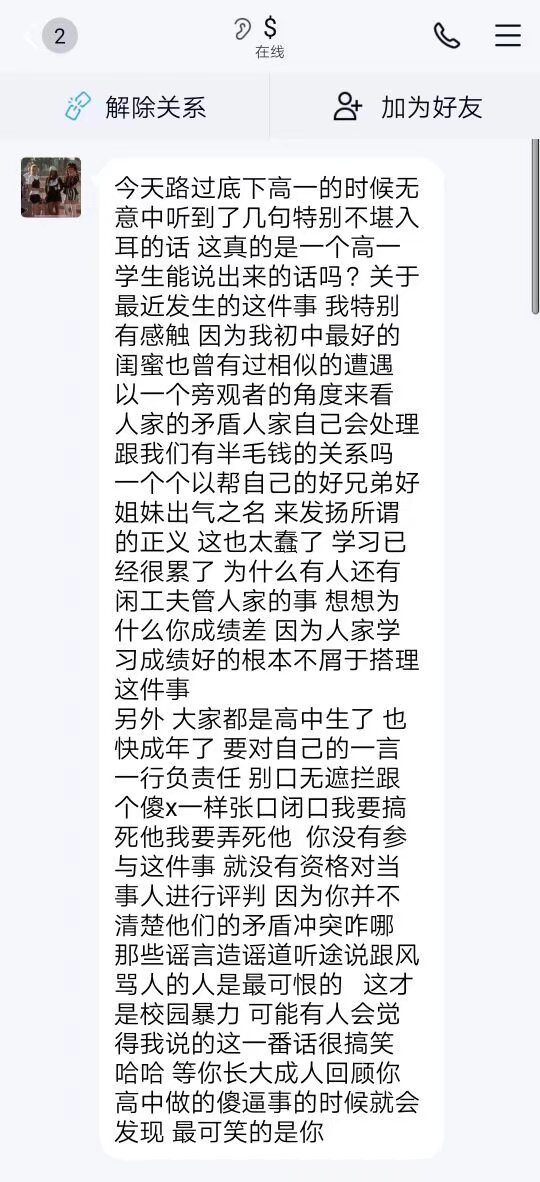 2
$
在线
解除关系
加为好友
今天路过底下高一的时候无
意中听到了几句特别不堪入
耳的话 这真的是一个高一
学生能说出来的话吗？关于
最近发生的这件事 我特别
有感触 因为我初中最好的
闺蜜也曾有过相似的遭遇
以一个旁观者的角度来看
人家的矛盾人家自己会处理
跟我们有半毛钱的关系吗
一个个以帮自己的好兄弟好
姐妹出气之名 来发扬所谓
的正义 这也太蠢了 学习已
经很累了 为什么有人还有
闲工夫管人家的事 想想为
什么你成绩差 因为人家学
习成绩好的根本不屑于搭理
这件事
另外 大家都是高中生了 也
快成年了 要对自己的一言
一行负责任 别口无遮拦跟
个傻x一样张口闭口我要搞
死他我要弄死他  你没有参
与这件事 就没有资格对当
事人进行评判 因为你并不
清楚他们的矛盾冲突咋哪
那些谣言造谣道听途说跟风
骂人的人是最可恨的  这才
是校园暴力 可能有人会觉
得我说的这一番话很搞笑
哈哈 等你长大成人回顾你
高中做的傻逼事的时候就会
发现 最可笑的是你